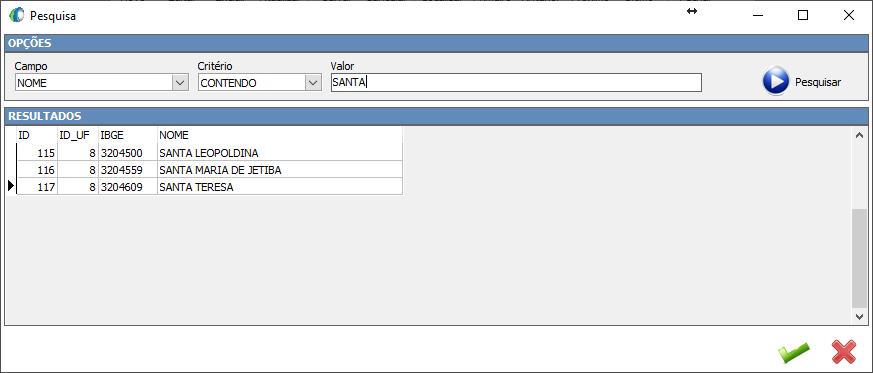 Pesquisa
OPÇÕES
Campo Critério Valor
NOME CONTENDO SANTA Pesquisar
RESULTADOS
ID ID_UF IBGE NOME
115 8 3204500 SANTA LEOPOLDINA
116 8 3204559 SANTA MARIA DE JETIBA
117 8 3204609 SANTA TERESA